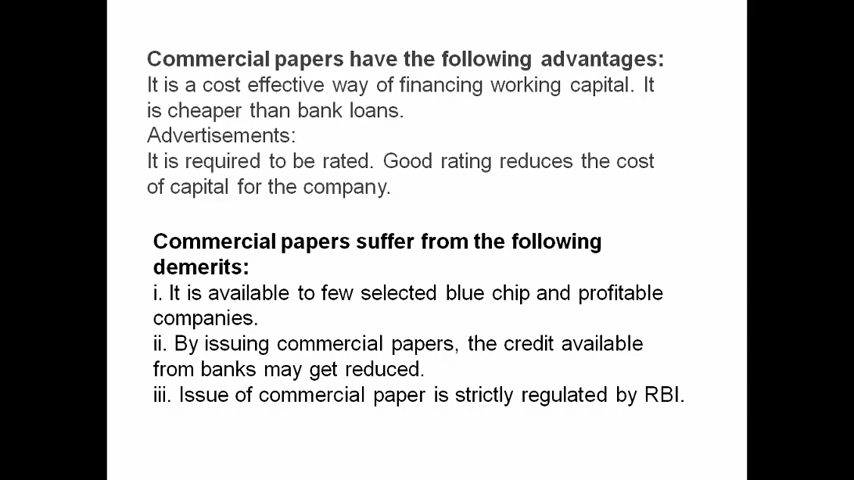 Commercial papers have the following advantages:
It is a cost effective way of financing working capital. It
is cheaper than bank loans.
Advertisements:
It is required to be rated. Good rating reduces the cost
of capital for the company.
Commercial papers suffer from the following
demerits:
i. It is available to few selected blue chip and profitable
companies.
ii. By issuing commercial papers, the credit available
from banks may get reduced.
iii. Issue of commercial paper is strictly regulated by RBI.